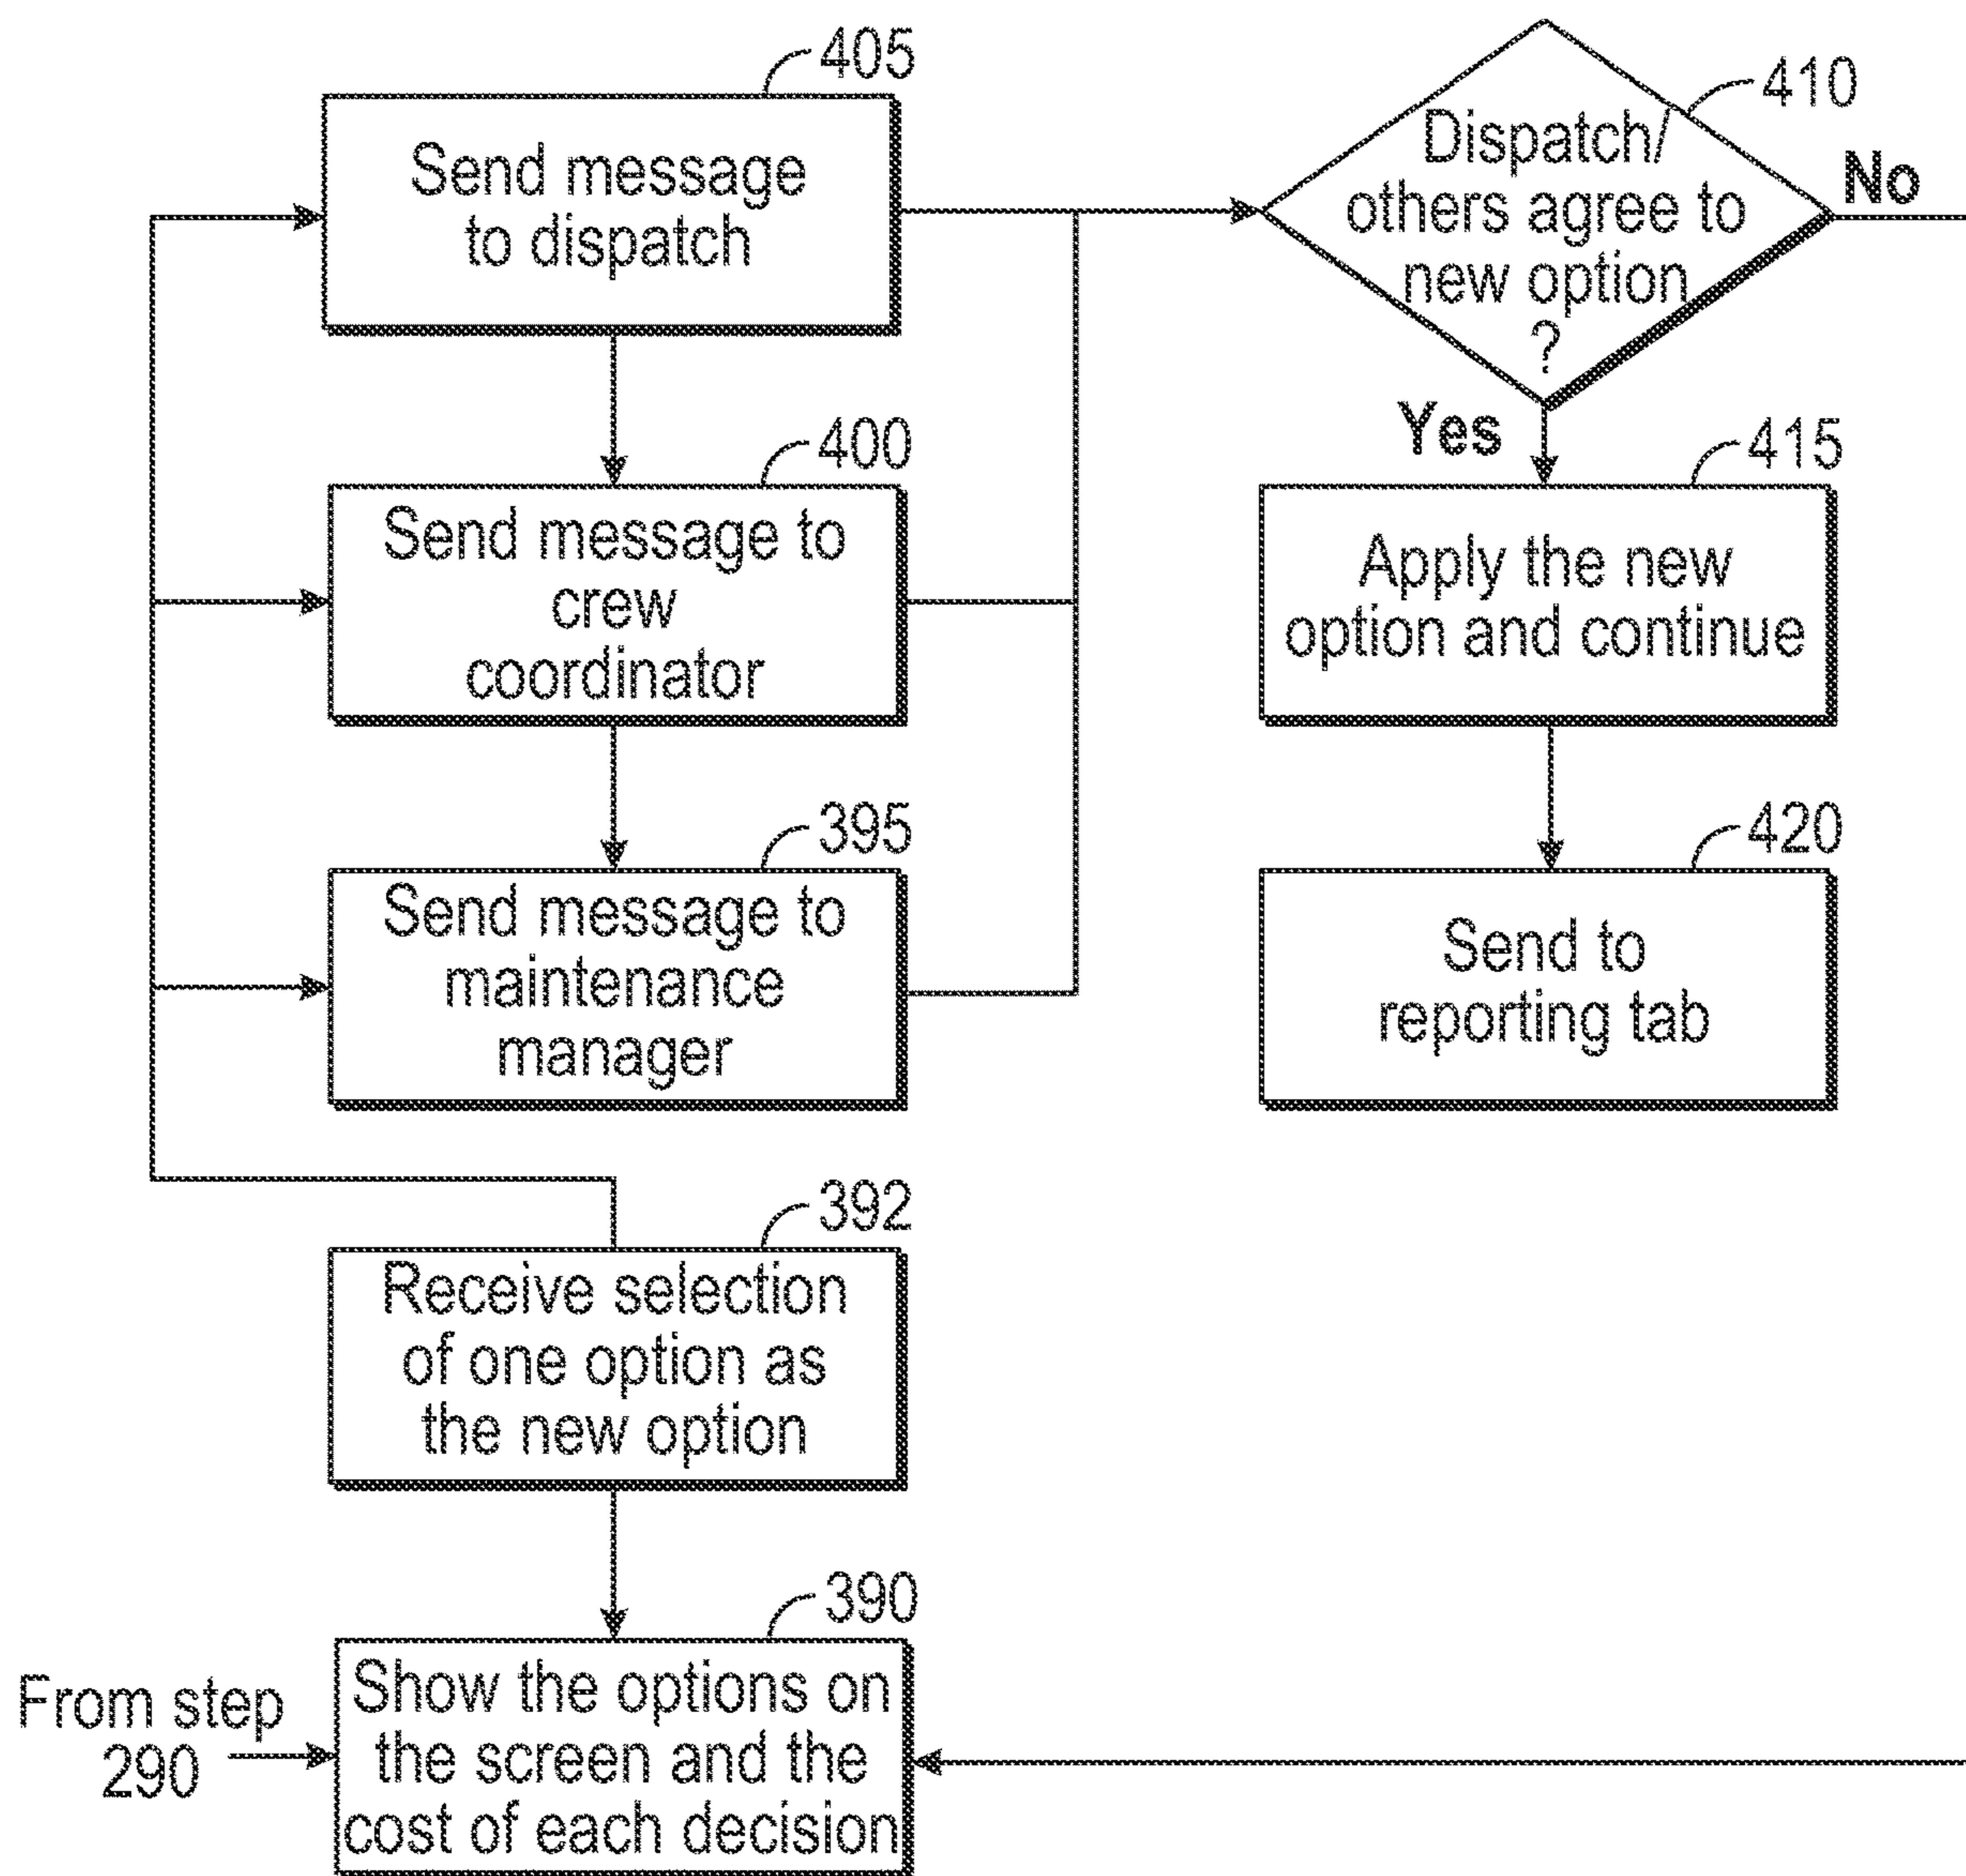 405
Send message
to dispatch
410
Dispatch/
others agree to
new option
?
No
Yes
400
Send message to
crew
coordinator
415
Apply the new
option and continue
395
Send message to
maintenance
manager
420
Send to
reporting tab
392
Receive selection
of one option as
the new option
390
From step
290
Show the options on
the screen and the
cost of each decision